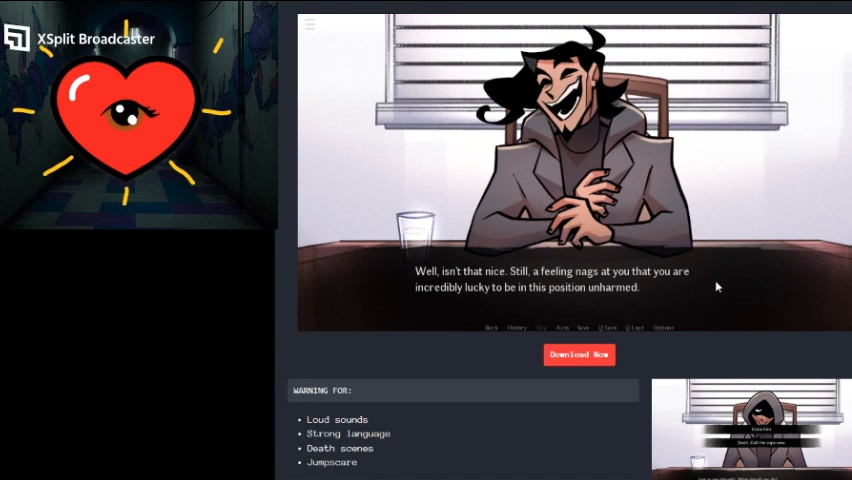 XSplit Broadcaster
Well, isn't that nice. Still, a feeling nags at you that you are
incredibly lucky to be in this position unharmed.
Back History Skip Auto Save Q.Save Q.Load Options
Download Now
WARNING FOR:
• Loud sounds
• Strong language
• Death scenes
• Jumpscare